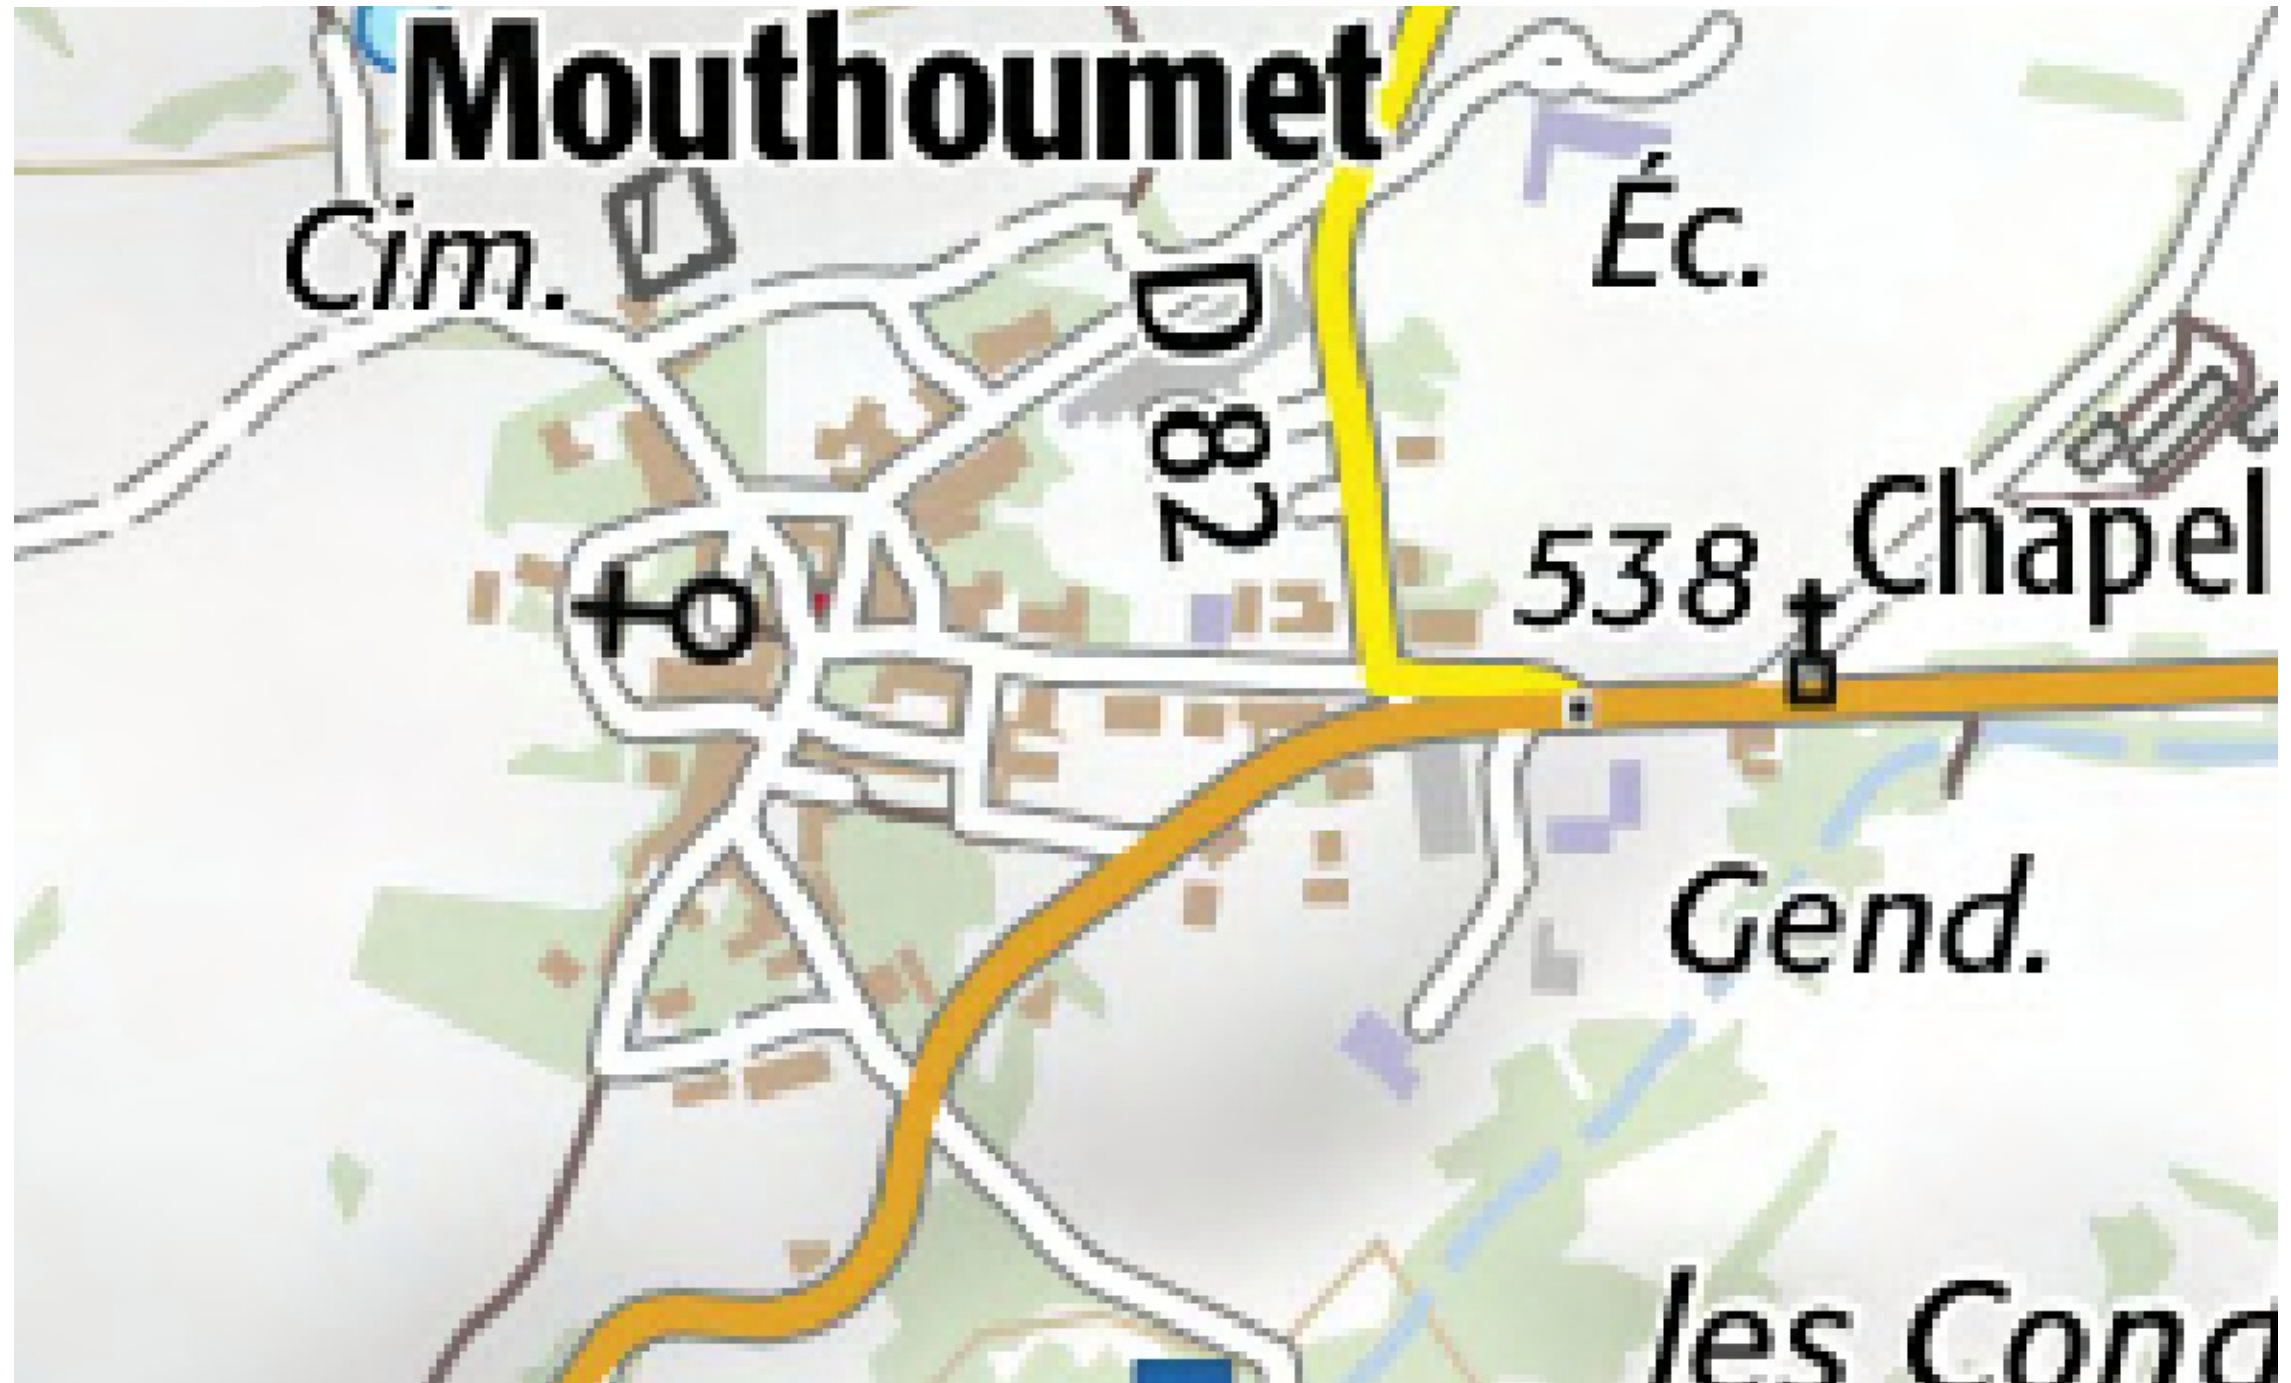 Mouthoumet
Cim.
Éc.
D 82
538
Chapel
Gend.
les Cong